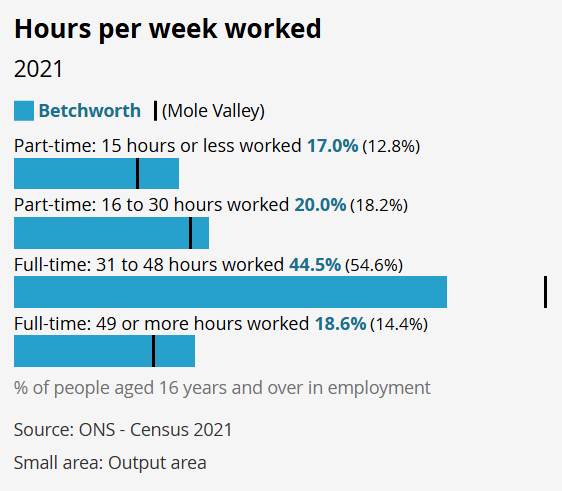 Hours per week worked
2021
Betchworth (Mole Valley)
Part-time: 15 hours or less worked 17.0% (12.8%)
Part-time: 16 to 30 hours worked 20.0% (18.2%)
Full-time: 31 to 48 hours worked 44.5% (54.6%)
Full-time: 49 or more hours worked 18.6% (14.4%)
% of people aged 16 years and over in employment
Source: ONS - Census 2021
Small area: Output area